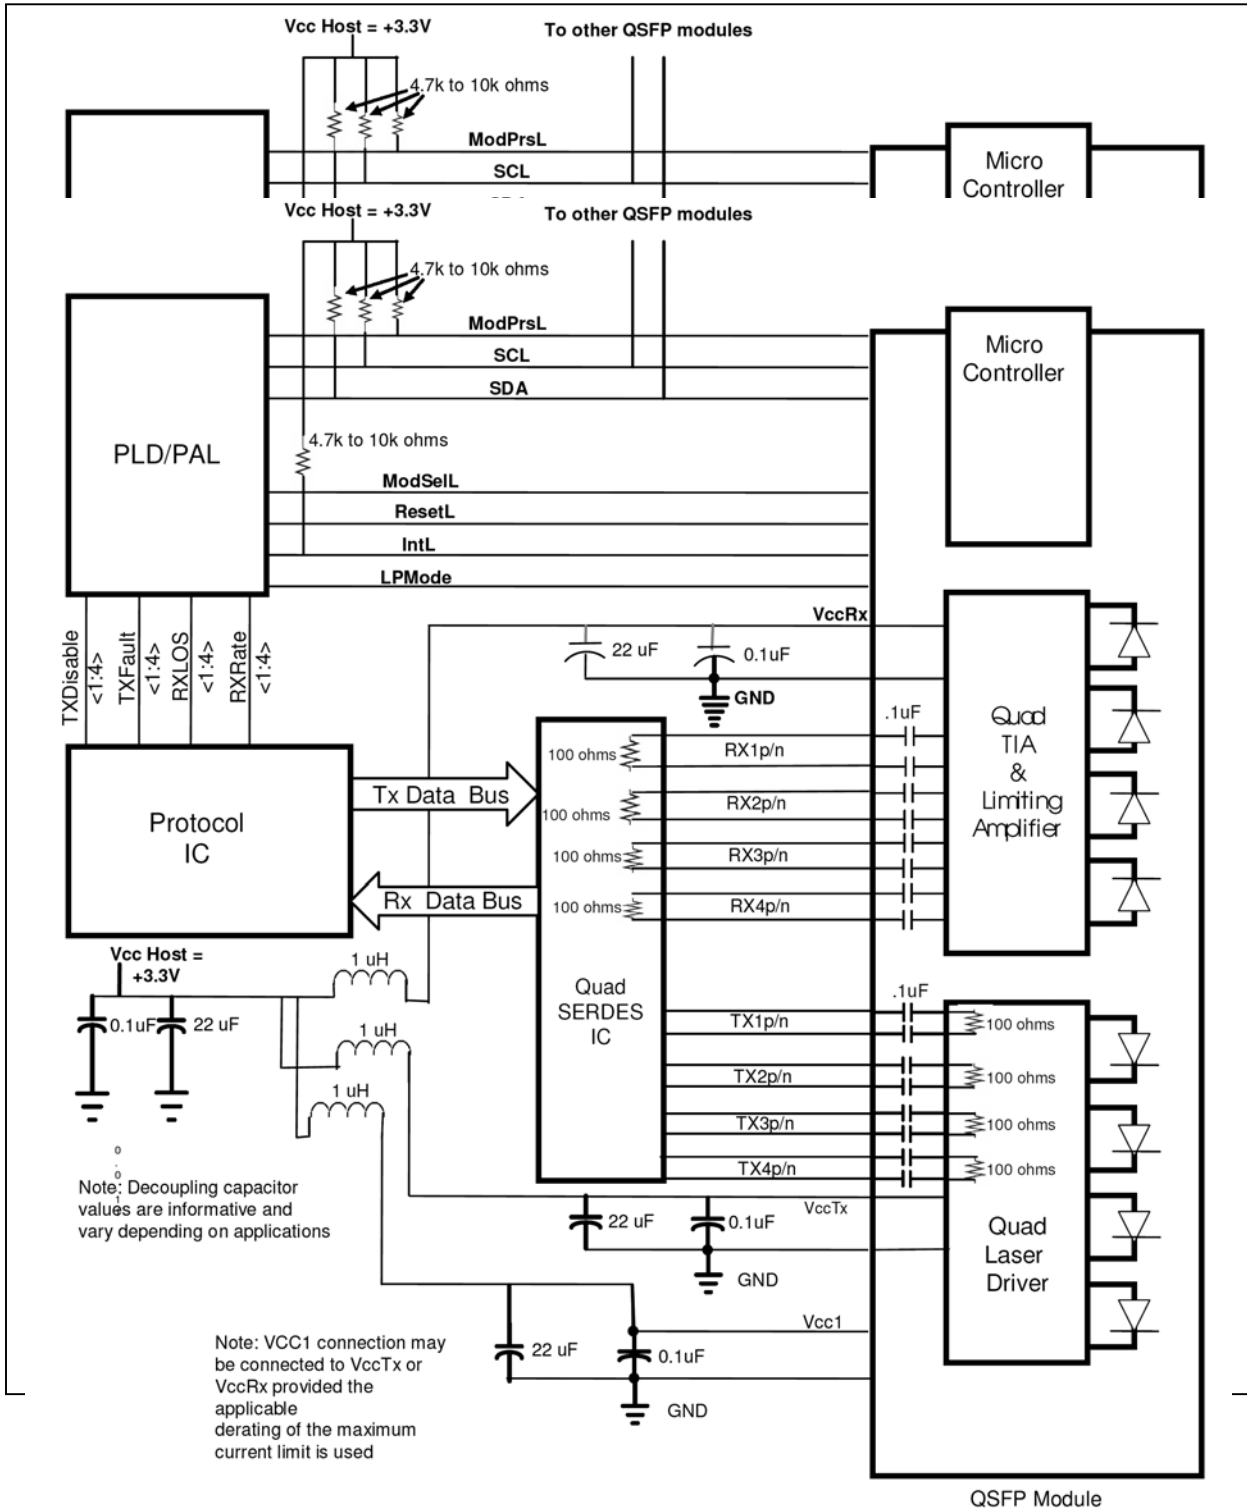 Vcc Host = +3.3V
To other QSFP modules
4.7k to 10k ohms
ModPrsL
SCL
Micro
Controller
Vcc Host = +3.3V
To other QSFP modules
4.7k to 10k ohms
ModPrsL
SCL
SDA
Micro
Controller
PLD/PAL
4.7k to 10k ohms
ModSelL
ResetL
IntL
LPMode
TXDisable
<1:4>
TXFault
<1:4>
RXLOS
<1:4>
RXRate
<1:4>
VccRx
22 uF
0.1uF
GND
.1uF
Quad
TIA
&
Limiting
Amplifier
100 ohms
RX1p/n
100 ohms
RX2p/n
100 ohms
RX3p/n
100 ohms
RX4p/n
Tx Data Bus
Protocol
IC
Rx Data Bus
Vcc Host =
+3.3V
0.1uF
22 uF
1 uH
1 uH
1 uH
Quad
SERDES
IC
.1uF
TX1p/n
100 ohms
TX2p/n
100 ohms
TX3p/n
100 ohms
TX4p/n
100 ohms
Note: Decoupling capacitor
values are informative and
vary depending on applications
VccTx
22 uF
0.1uF
GND
Quad
Laser
Driver
Vcc1
22 uF
0.1uF
GND
Note: VCC1 connection may
be connected to VccTx or
VccRx provided the
applicable
derating of the maximum
current limit is used
QSFP Module